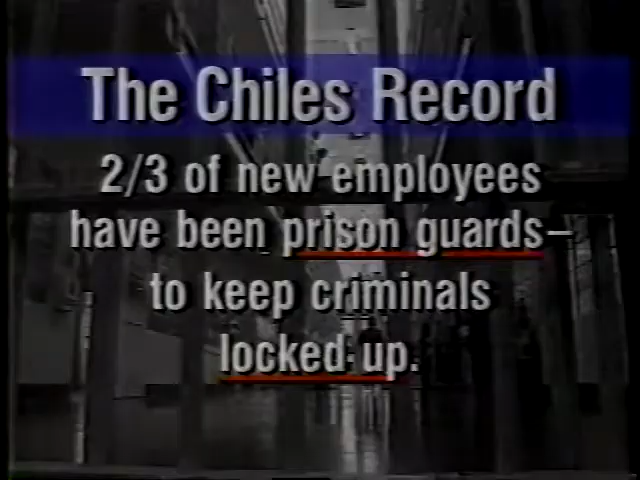 The Chiles Record
2/3 of new employees
have been prison guards–
to keep criminals
locked up.